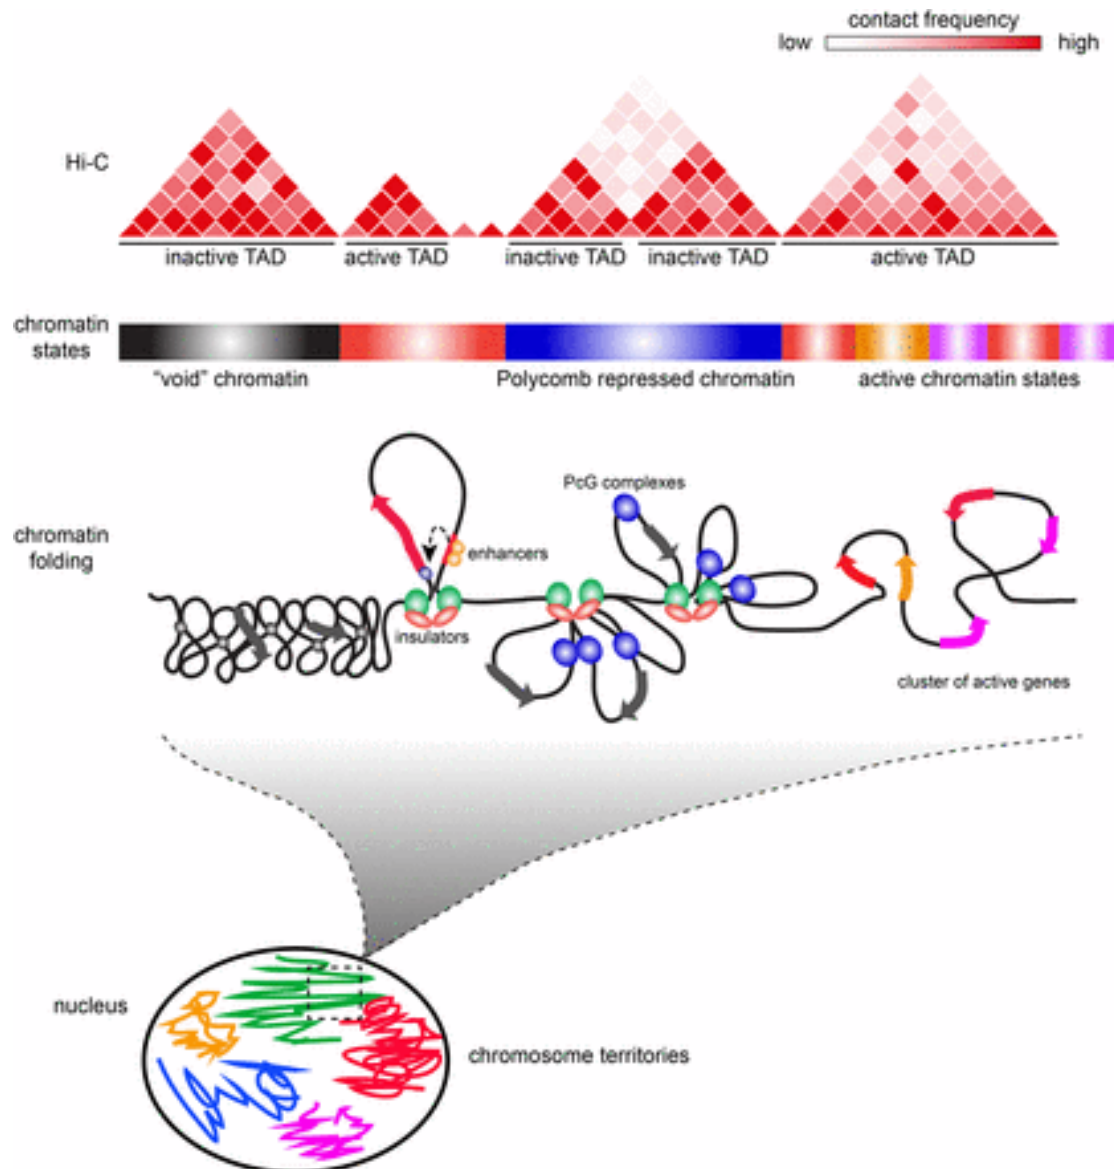 contact frequency
low high
Hi-C
inactive TAD active TAD inactive TAD inactive TAD active TAD
chromatin
states
"void" chromatin Polycomb repressed chromatin active chromatin states
PcG complexes
chromatin
folding
enhancers
insulators
cluster of active genes
nucleus
chromosome territories